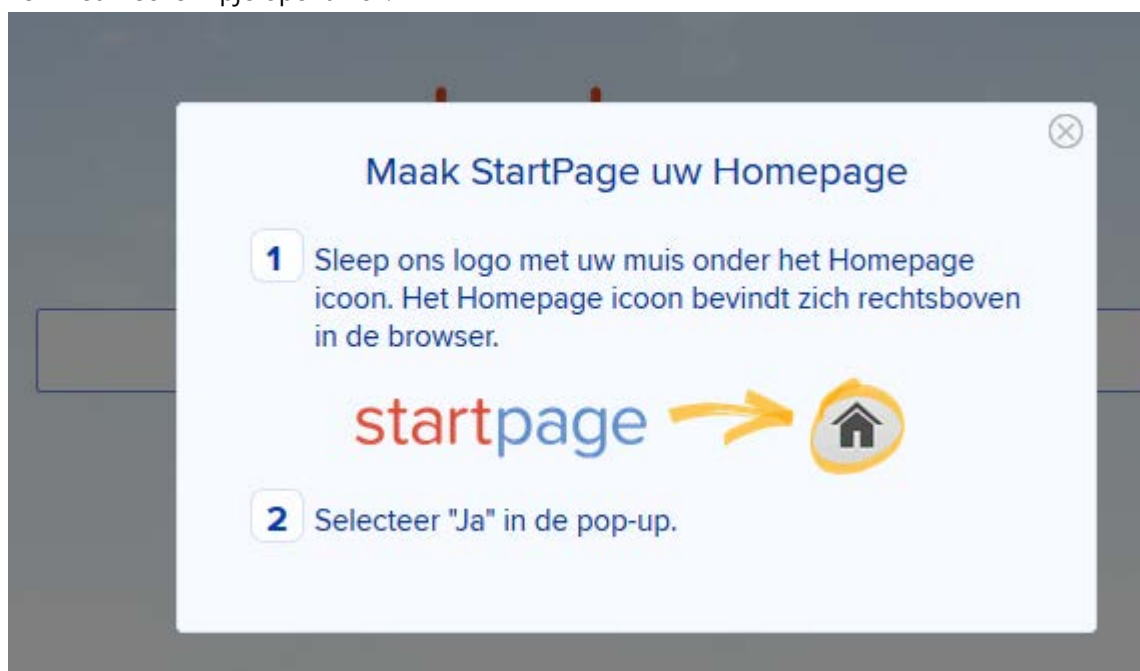 Maak StartPage uw Homepage
1 Sleep ons logo met uw muis onder het Homepage
icoon. Het Homepage icoon bevindt zich rechtsboven
in de browser.
startpage
2 Selecteer "Ja" in de pop-up.